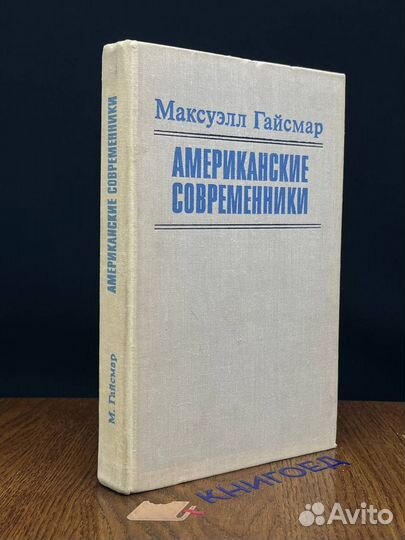 Максуэлл Гайсмар
АМЕРИКАНСКИЕ
СОВРЕМЕННИКИ
М. Гайсмар
АМЕРИКАНСКИЕ СОВРЕМЕННИКИ
КНИГОЕД
Avito